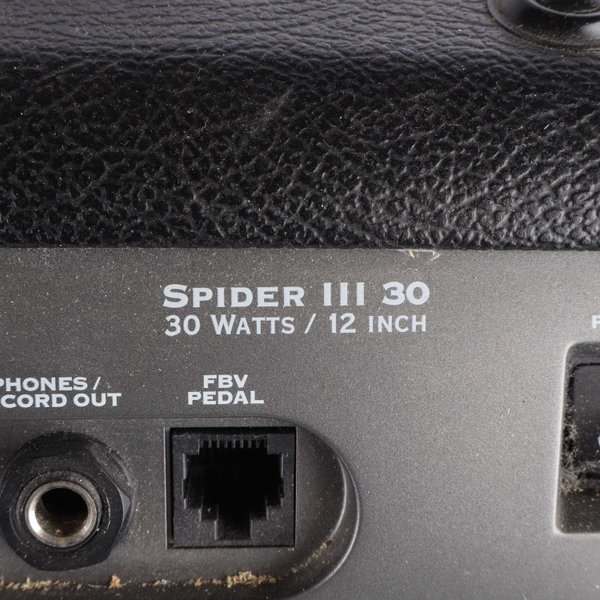 SPIDER III 30
30 WATTS / 12 INCH
PHONES /
CORD OUT
FBV
PEDAL